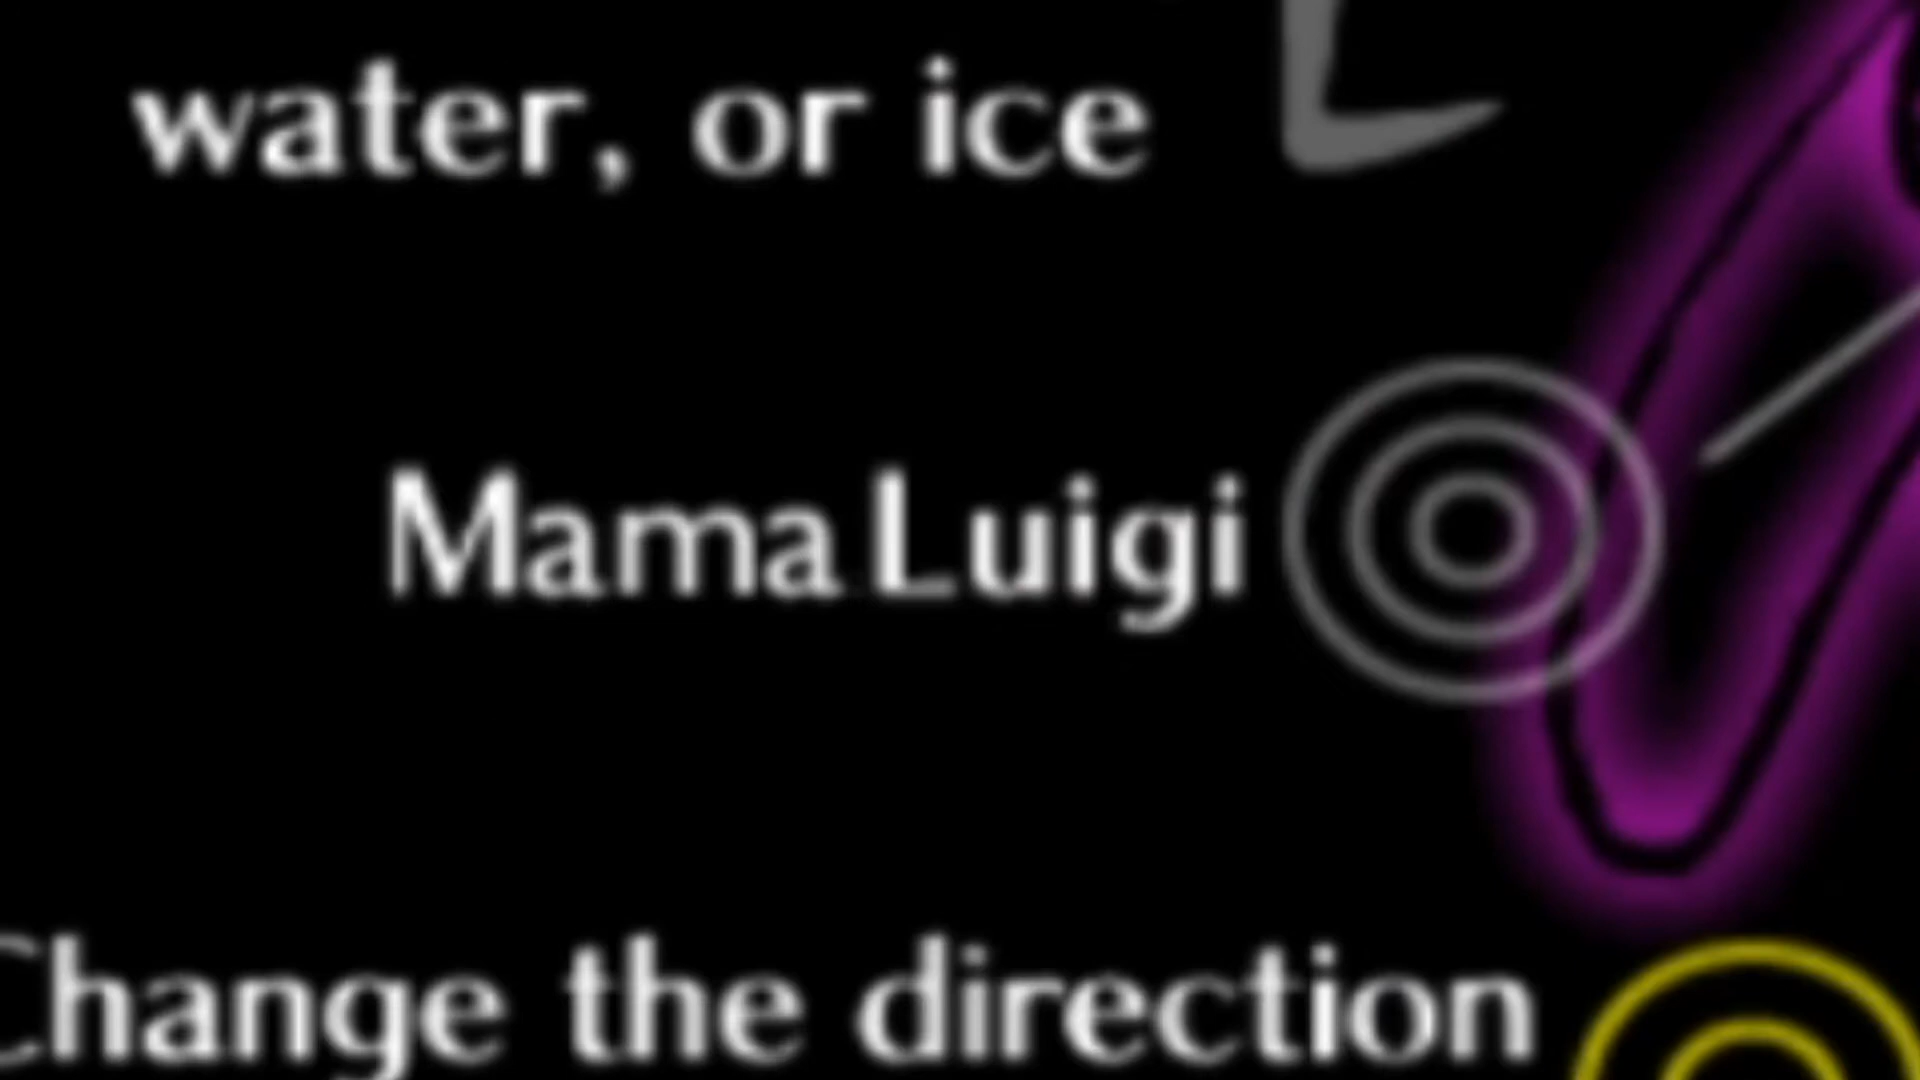 water, or ice
Mama Luigi
Change the direction